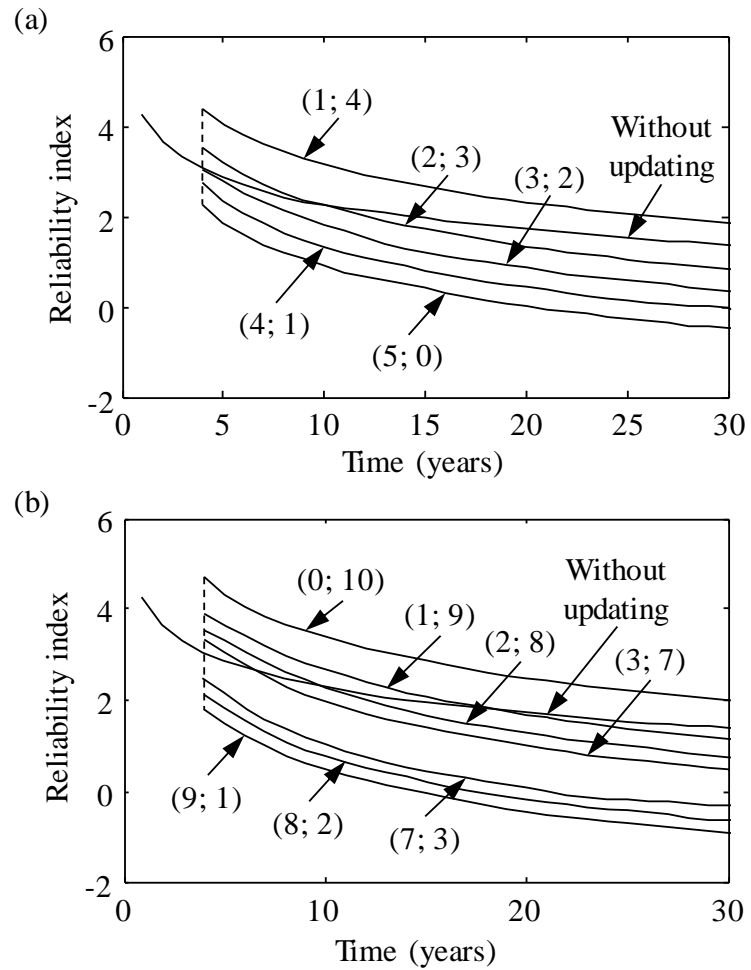 (a)
6
4
2
0
-2
Reliability index
(1; 4)
(2; 3)
(3; 2)
Without
updating
(4; 1)
(5; 0)
0 5 10 15 20 25 30
Time (years)
(b)
6
4
2
0
-2
Reliability index
(0; 10)
(1; 9)
Without
updating
(2; 8)
(3; 7)
(9; 1)
(8; 2)
(7; 3)
0 10 20 30
Time (years)